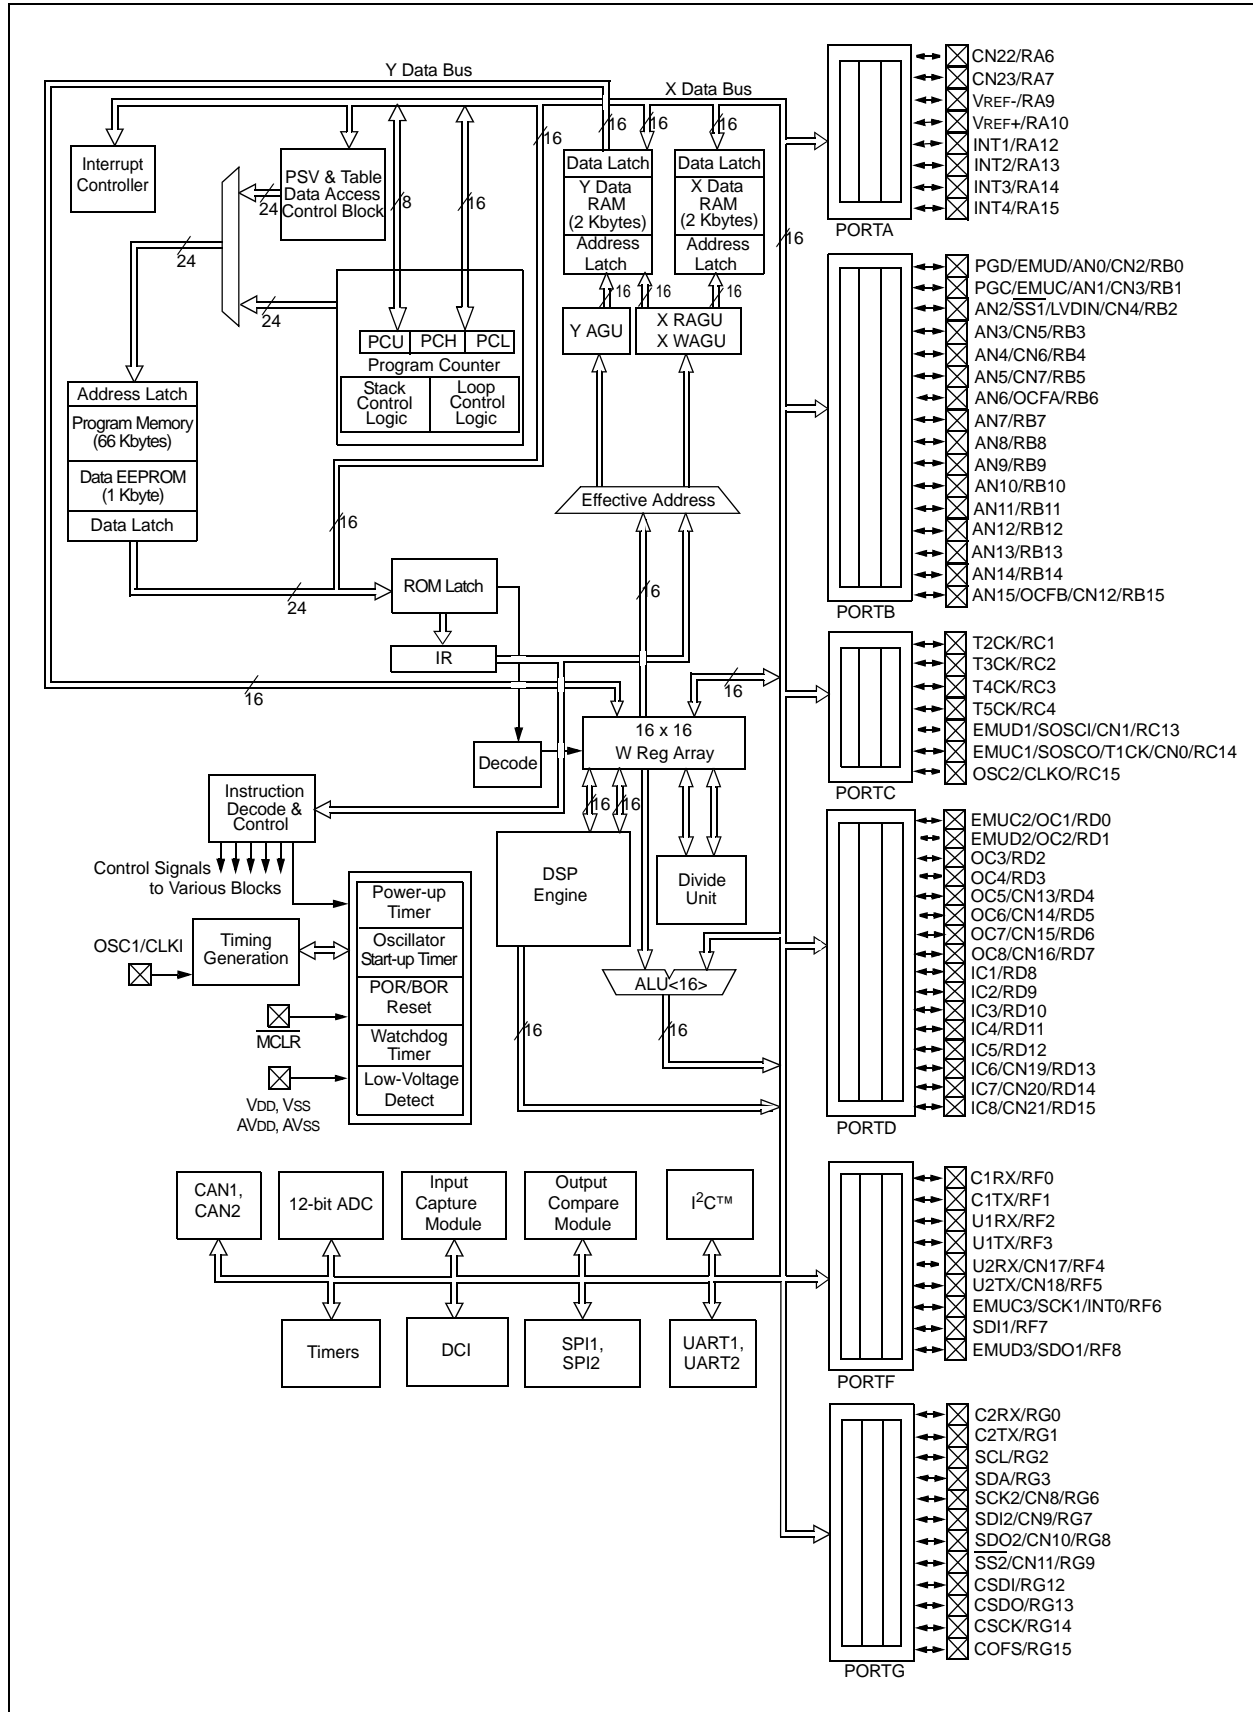 Y Data Bus
X Data Bus
16
16
16
16
16
Interrupt
Controller
PSV & Table
Data Access
Control Block
24
8
16
Data Latch
Y Data
RAM
(2 Kbytes)
Address
Latch
Data Latch
X Data
RAM
(2 Kbytes)
Address
Latch
16
24
24
16
16
16
Y AGU
X RAGU
X WAGU
PCU
PCH
PCL
Program Counter
Stack
Control
Logic
Loop
Control
Logic
Address Latch
Program Memory
(66 Kbytes)
Data EEPROM
(1 Kbyte)
Data Latch
Effective Address
16
24
ROM Latch
16
IR
16
16
16 x 16
W Reg Array
Decode
Instruction
Decode &
Control
16
16
Control Signals
to Various Blocks
DSP
Engine
Divide
Unit
Power-up
Timer
Oscillator
Start-up Timer
POR/BOR
Reset
Watchdog
Timer
Low-Voltage
Detect
OSC1/CLKI
Timing
Generation
MCLR
VDD, VSS
AVDD, AVSS
ALU<16>
16
16
CAN1,
CAN2
12-bit ADC
Input
Capture
Module
Output
Compare
Module
I2C™
Timers
DCI
SPI1,
SPI2
UART1,
UART2
CN22/RA6
CN23/RA7
VREF-/RA9
VREF+/RA10
INT1/RA12
INT2/RA13
INT3/RA14
INT4/RA15
PORTA
PGD/EMUD/AN0/CN2/RB0
PGC/EMUC/AN1/CN3/RB1
AN2/SS1/LVDIN/CN4/RB2
AN3/CN5/RB3
AN4/CN6/RB4
AN5/CN7/RB5
AN6/OCFA/RB6
AN7/RB7
AN8/RB8
AN9/RB9
AN10/RB10
AN11/RB11
AN12/RB12
AN13/RB13
AN14/RB14
AN15/OCFB/CN12/RB15
PORTB
T2CK/RC1
T3CK/RC2
T4CK/RC3
T5CK/RC4
EMUD1/SOSCI/CN1/RC13
EMUC1/SOSCO/T1CK/CN0/RC14
OSC2/CLKO/RC15
PORTC
EMUC2/OC1/RD0
EMUD2/OC2/RD1
OC3/RD2
OC4/RD3
OC5/CN13/RD4
OC6/CN14/RD5
OC7/CN15/RD6
OC8/CN16/RD7
IC1/RD8
IC2/RD9
IC3/RD10
IC4/RD11
IC5/RD12
IC6/CN19/RD13
IC7/CN20/RD14
IC8/CN21/RD15
PORTD
C1RX/RF0
C1TX/RF1
U1RX/RF2
U1TX/RF3
U2RX/CN17/RF4
U2TX/CN18/RF5
EMUC3/SCK1/INT0/RF6
SDI1/RF7
EMUD3/SDO1/RF8
PORTF
C2RX/RG0
C2TX/RG1
SCL/RG2
SDA/RG3
SCK2/CN8/RG6
SDI2/CN9/RG7
SDO2/CN10/RG8
SS2/CN11/RG9
CSDI/RG12
CSDO/RG13
CSCK/RG14
COFS/RG15
PORTG